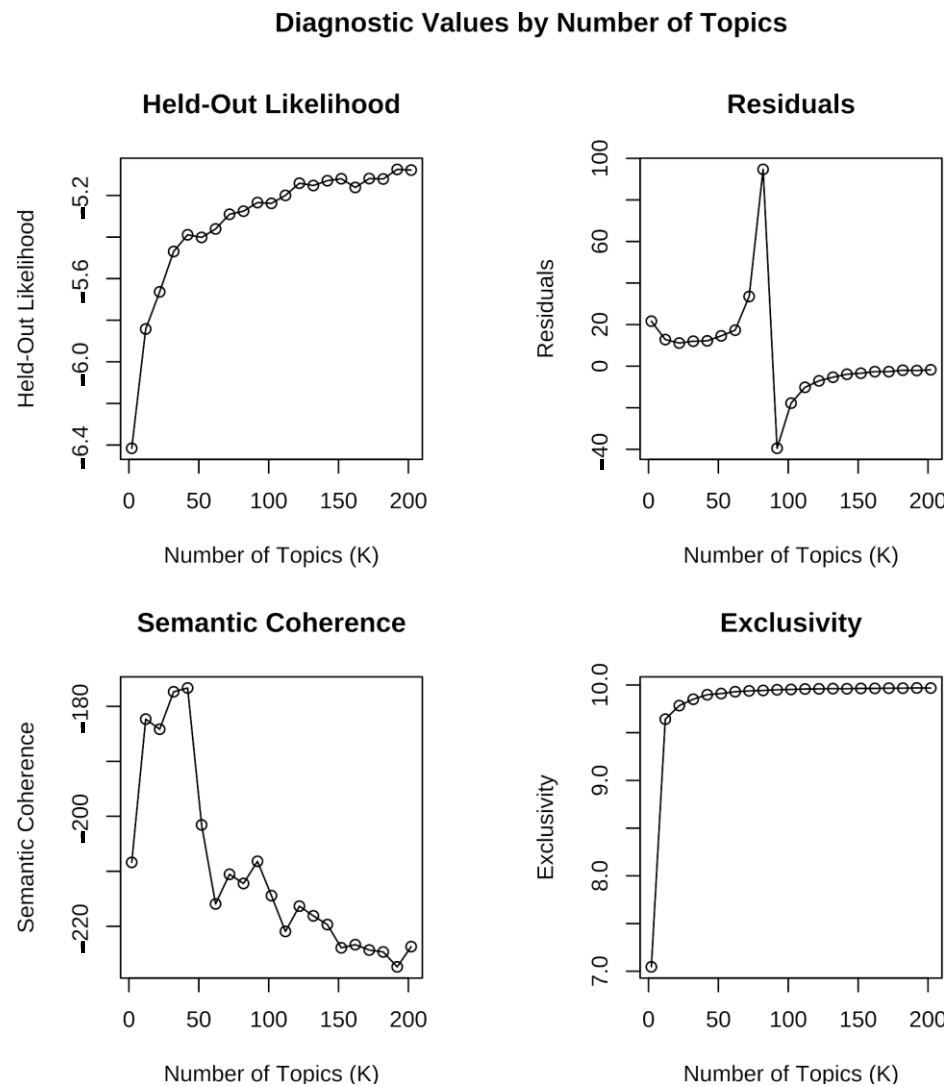 Diagnostic Values by Number of Topics
Held-Out Likelihood
Held-Out Likelihood
−5.2
−5.6
−6.0
−6.4
0 50 100 150 200
Number of Topics (K)
Residuals
Residuals
100
60
20
0
−40
0 50 100 150 200
Number of Topics (K)
Semantic Coherence
Semantic Coherence
−180
−200
−220
0 50 100 150 200
Number of Topics (K)
Exclusivity
Exclusivity
10.0
9.0
8.0
7.0
0 50 100 150 200
Number of Topics (K)